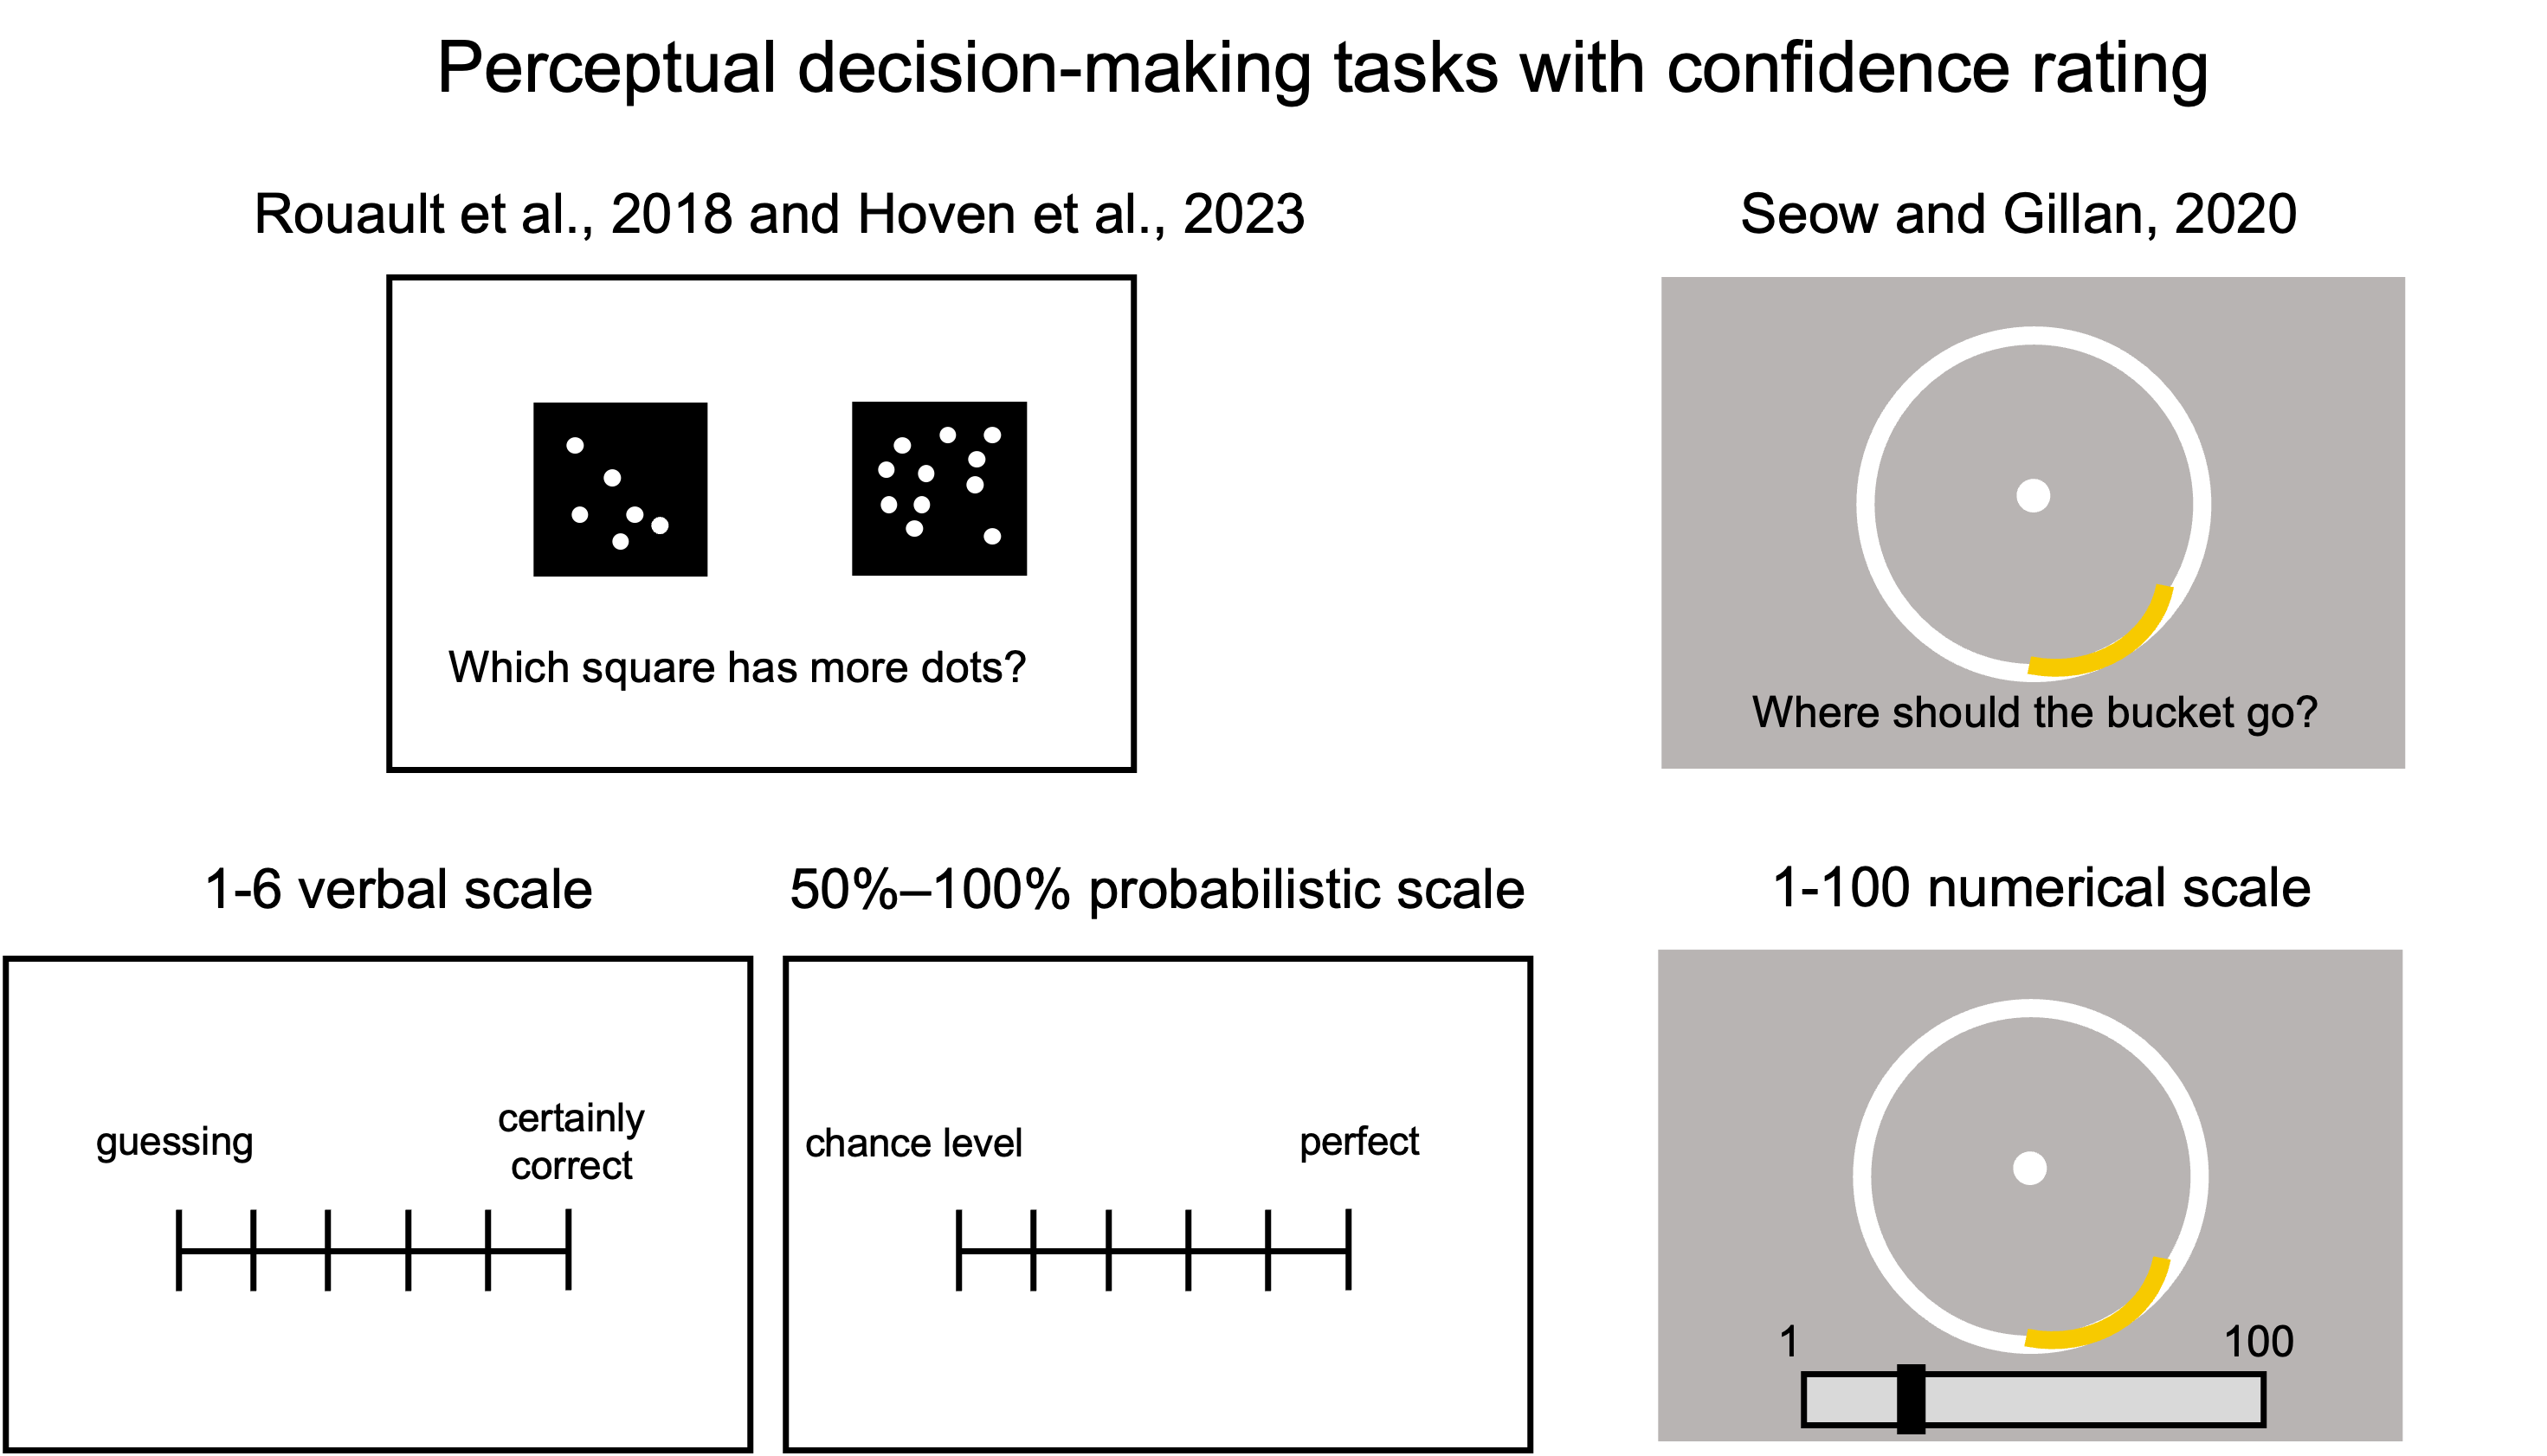 Perceptual decision-making tasks with confidence rating
Rouault et al., 2018 and Hoven et al., 2023
Seow and Gillan, 2020
Which square has more dots?
Where should the bucket go?
1-6 verbal scale
50%–100% probabilistic scale
1-100 numerical scale
guessing
certainly
correct
chance level
perfect
1
100